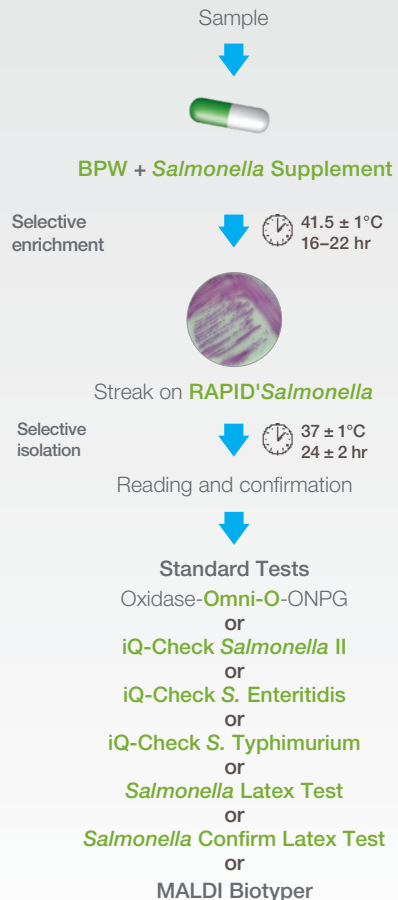 Sample
BPW + Salmonella Supplement
Selective
enrichment
41.5 ± 1°C
16–22 hr
Streak on RAPID'Salmonella
Selective
isolation
37 ± 1°C
24 ± 2 hr
Reading and confirmation
Standard Tests
Oxidase-Omni-O-ONPG
or
iQ-Check Salmonella II
or
iQ-Check S. Enteritidis
or
iQ-Check S. Typhimurium
or
Salmonella Latex Test
or
Salmonella Confirm Latex Test
or
MALDI Biotyper